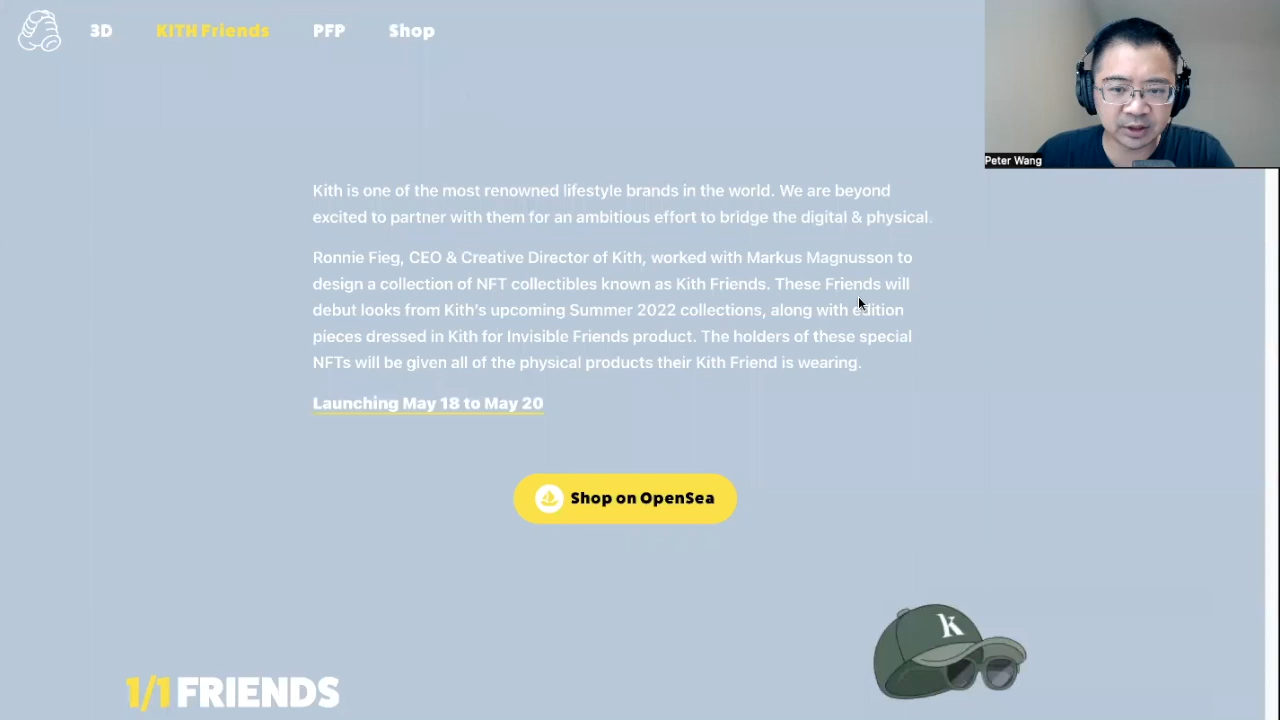 3D KITH Friends PFP Shop
Peter Wang
Kith is one of the most renowned lifestyle brands in the world. We are beyond
excited to partner with them for an ambitious effort to bridge the digital & physical.
Ronnie Fieg, CEO & Creative Director of Kith, worked with Markus Magnusson to
design a collection of NFT collectibles known as Kith Friends. These Friends will
debut looks from Kith's upcoming Summer 2022 collections, along with edition
pieces dressed in Kith for Invisible Friends product. The holders of these special
NFTs will be given all of the physical products their Kith Friend is wearing.
Launching May 18 to May 20
Shop on OpenSea
k
1/1 FRIENDS